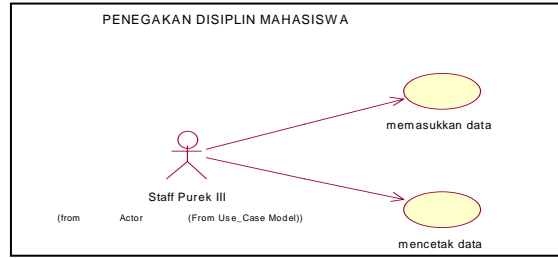 PENEGAKAN DISIPLIN MAHASISWA
memasukkan data
Staff Purek III
(from Actor (From Use_Case Model))
mencetak data